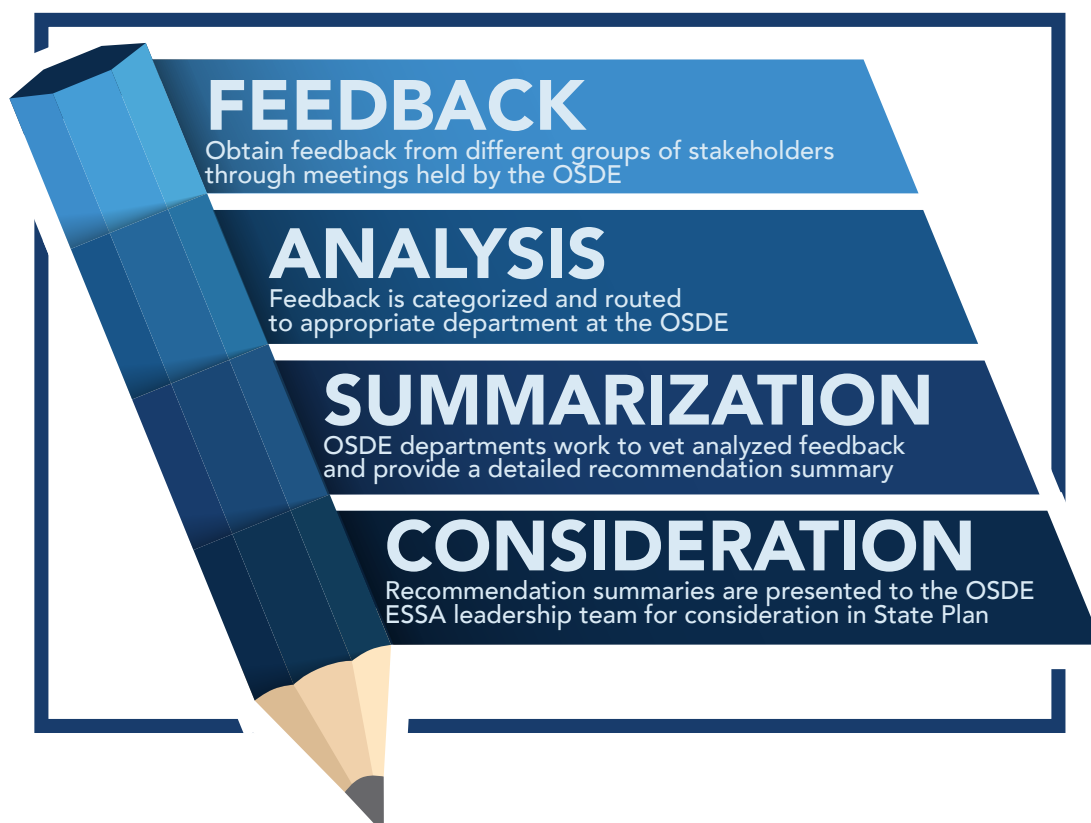 FEEDBACK
Obtain feedback from different groups of stakeholders
through meetings held by the OSDE
ANALYSIS
Feedback is categorized and routed
to appropriate department at the OSDE
SUMMARIZATION
OSDE departments work to vet analyzed feedback
and provide a detailed recommendation summary
CONSIDERATION
Recommendation summaries are presented to the OSDE
ESSA leadership team for consideration in State Plan